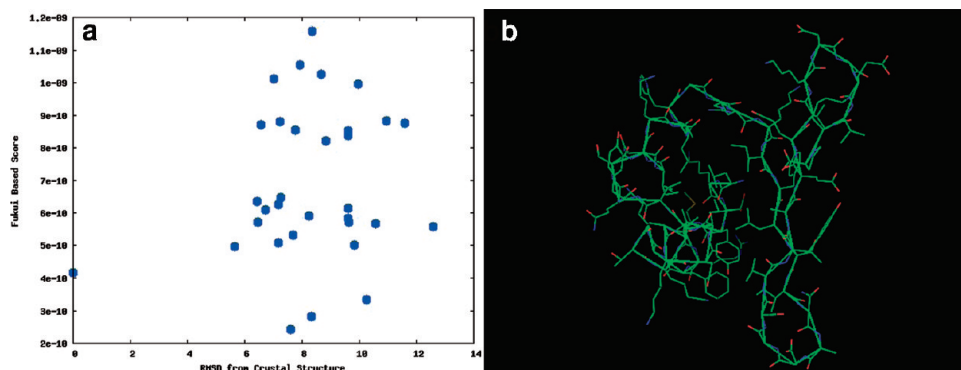 a
b
1.2e-09
1.1e-09
1e-09
9e-10
8e-10
7e-10
6e-10
5e-10
4e-10
3e-10
2e-10
Fukui Based Score
0 2 4 6 8 10 12 14
RMSD from Crystal Structure